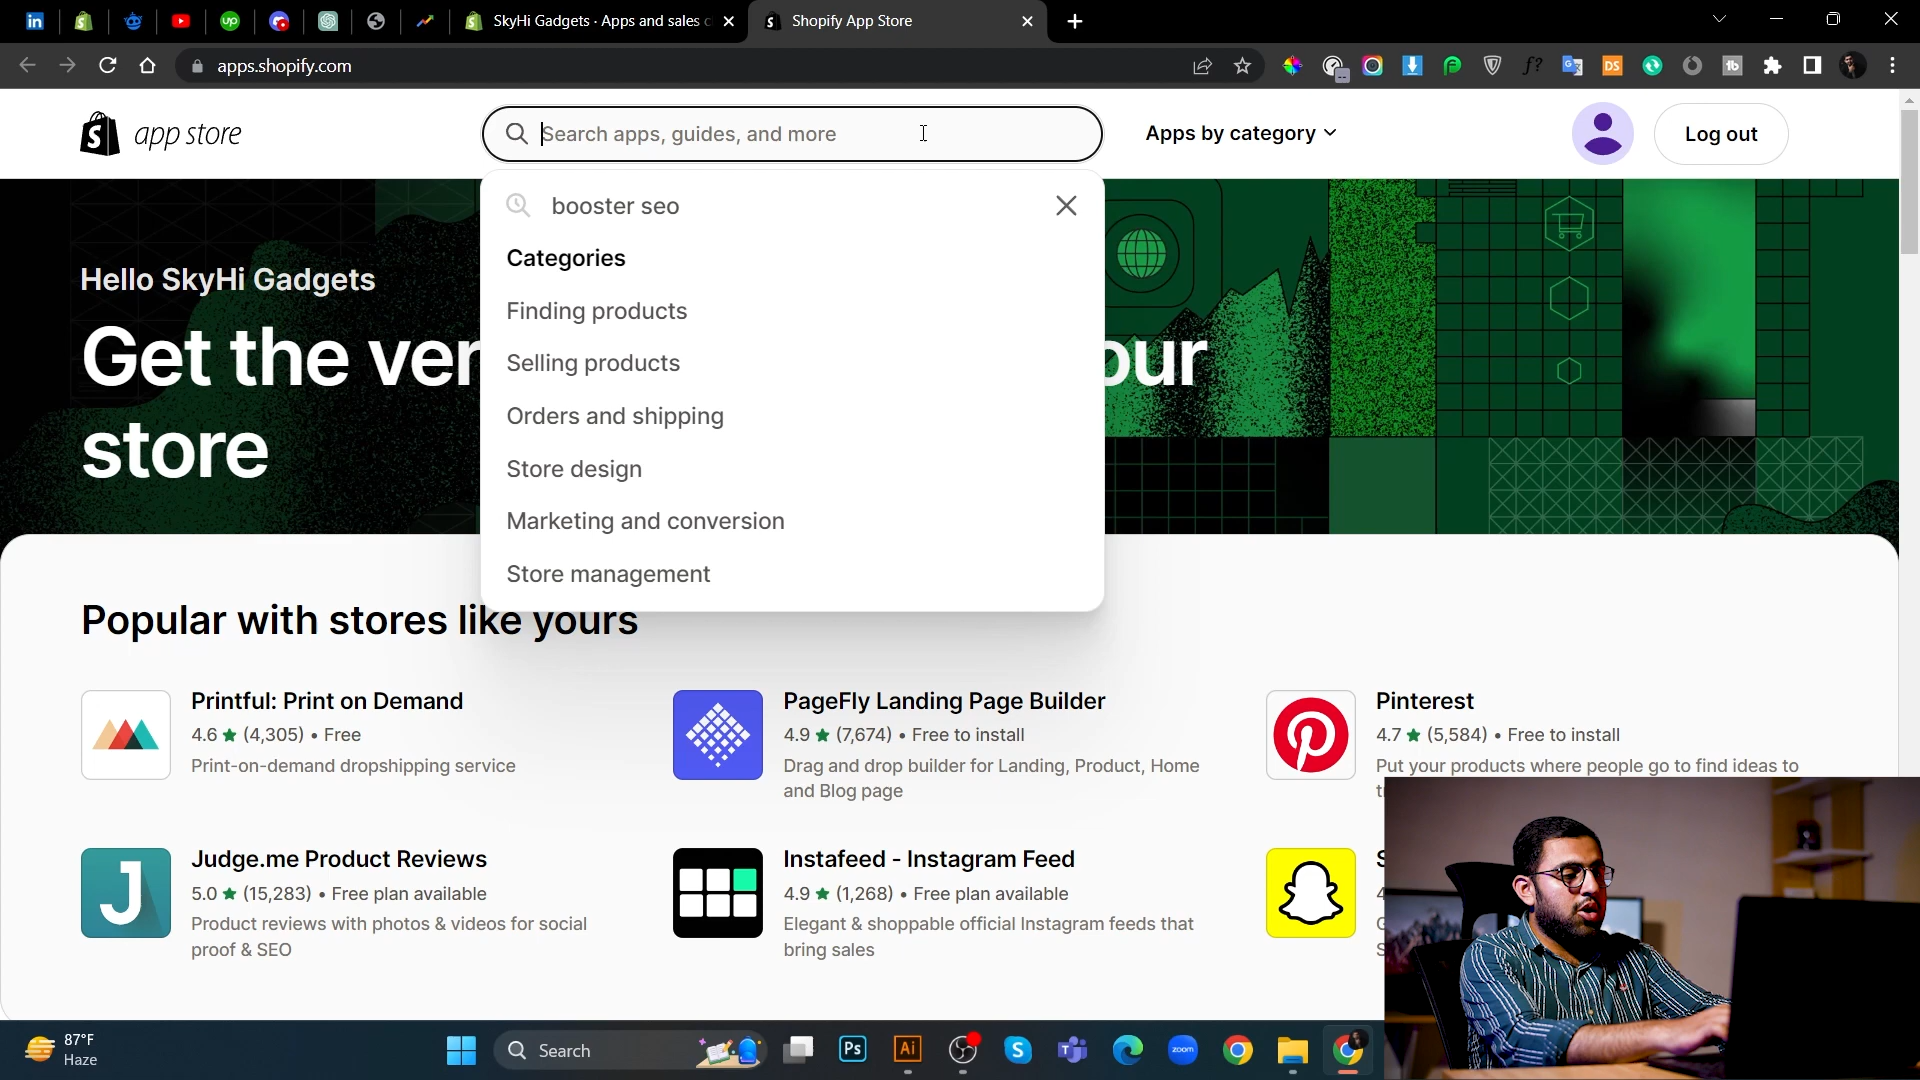 SkyHi Gadgets · Apps and sales c
Shopify App Store
apps.shopify.com
app store
Search apps, guides, and more
Apps by category
Log out
booster seo
Categories
Finding products
Selling products
Orders and shipping
Store design
Marketing and conversion
Store management
Hello SkyHi Gadgets
Get the ver our
store
Popular with stores like yours
Printful: Print on Demand
4.6 ★ (4,305) • Free
Print-on-demand dropshipping service
PageFly Landing Page Builder
4.9 ★ (7,674) • Free to install
Drag and drop builder for Landing, Product, Home
and Blog page
Pinterest
4.7 ★ (5,584) • Free to install
Put your products where people go to find ideas to
Judge.me Product Reviews
5.0 ★ (15,283) • Free plan available
Product reviews with photos & videos for social
proof & SEO
Instafeed - Instagram Feed
4.9 ★ (1,268) • Free plan available
Elegant & shoppable official Instagram feeds that
bring sales
87°F
Haze
Search
Ps
Ai
zoom